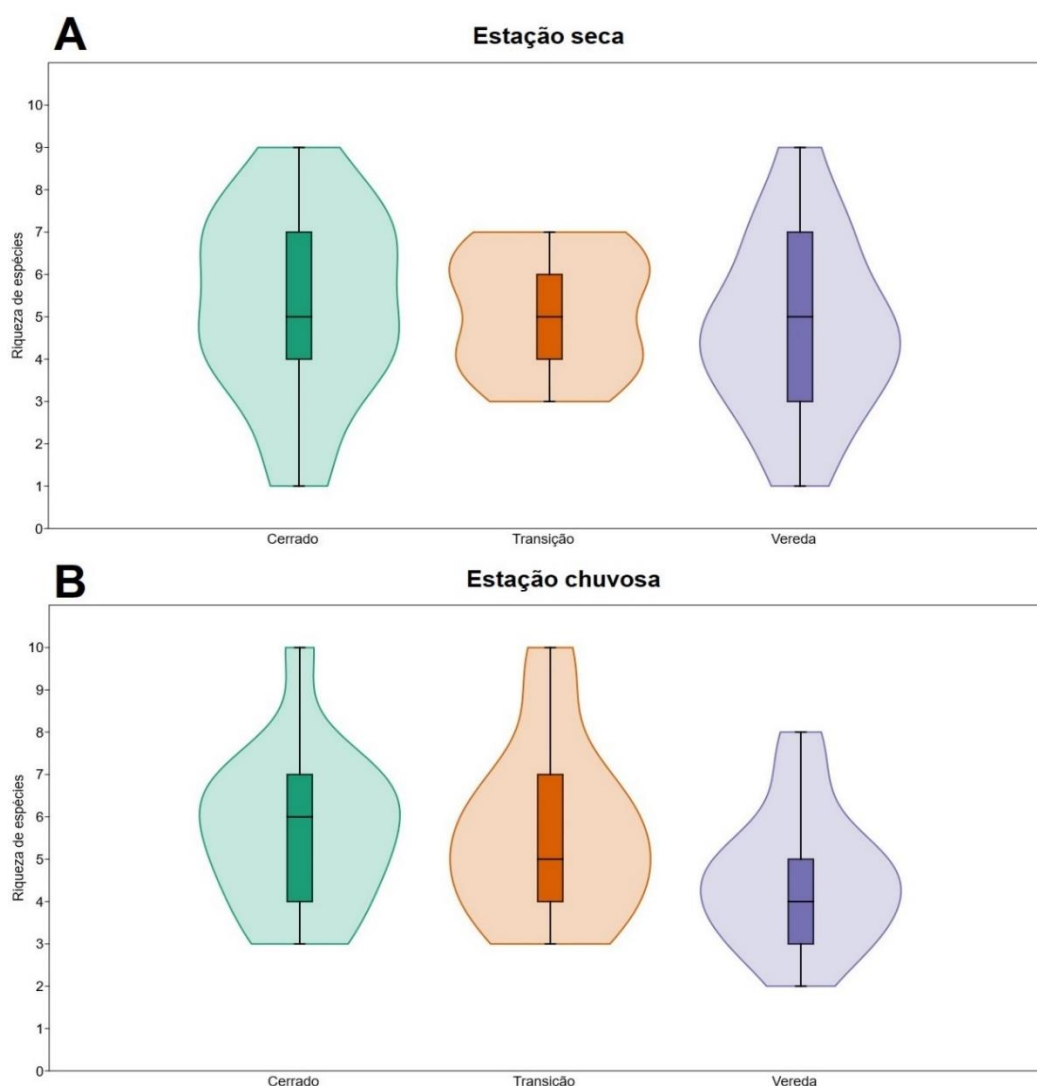 A
Estação seca
Riqueza de espécies
10
9
8
7
6
5
4
3
2
1
0
Cerrado Transição Vereda
B
Estação chuvosa
Riqueza de espécies
10
9
8
7
6
5
4
3
2
1
0
Cerrado Transição Vereda